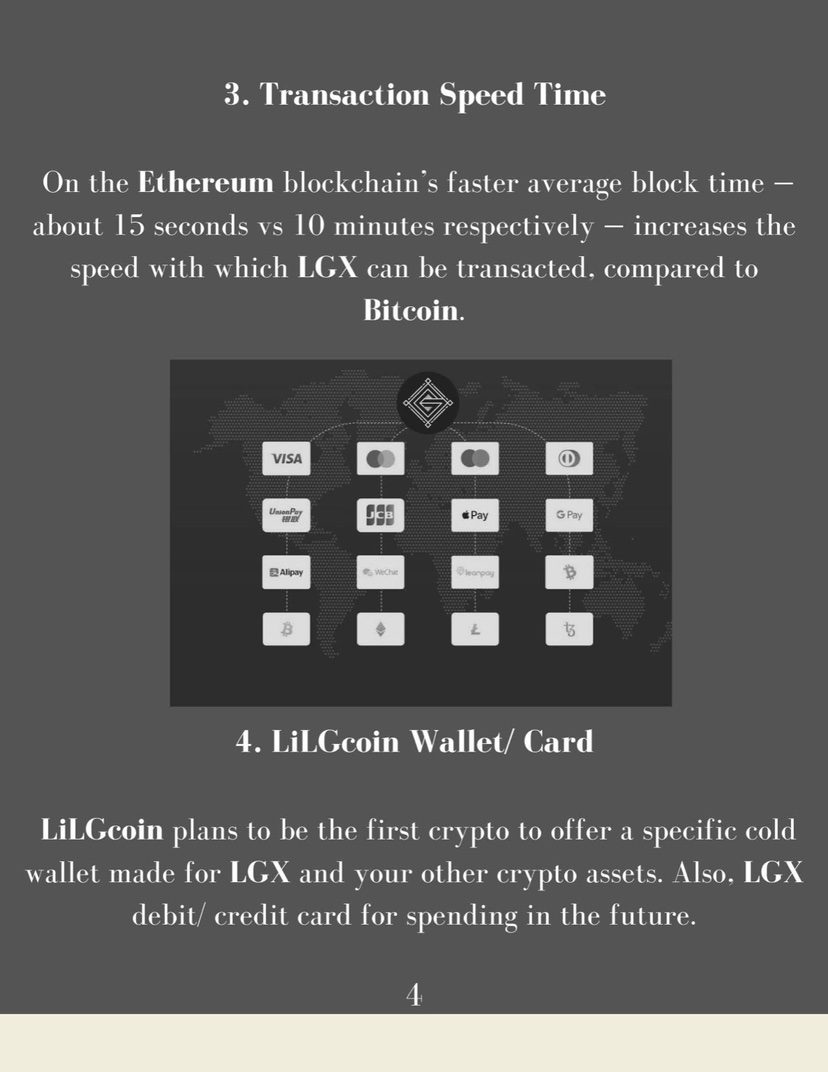 3. Transaction Speed Time
On the Ethereum blockchain's faster average block time –
about 15 seconds vs 10 minutes respectively – increases the
speed with which LGX can be transacted, compared to
Bitcoin.
VISA
UnionPay
银联
JCB
Pay
G Pay
Alipay
WeChat
leanpay
4. LiLGcoin Wallet/ Card
LiLGcoin plans to be the first crypto to offer a specific cold
wallet made for LGX and your other crypto assets. Also, LGX
debit/ credit card for spending in the future.
4